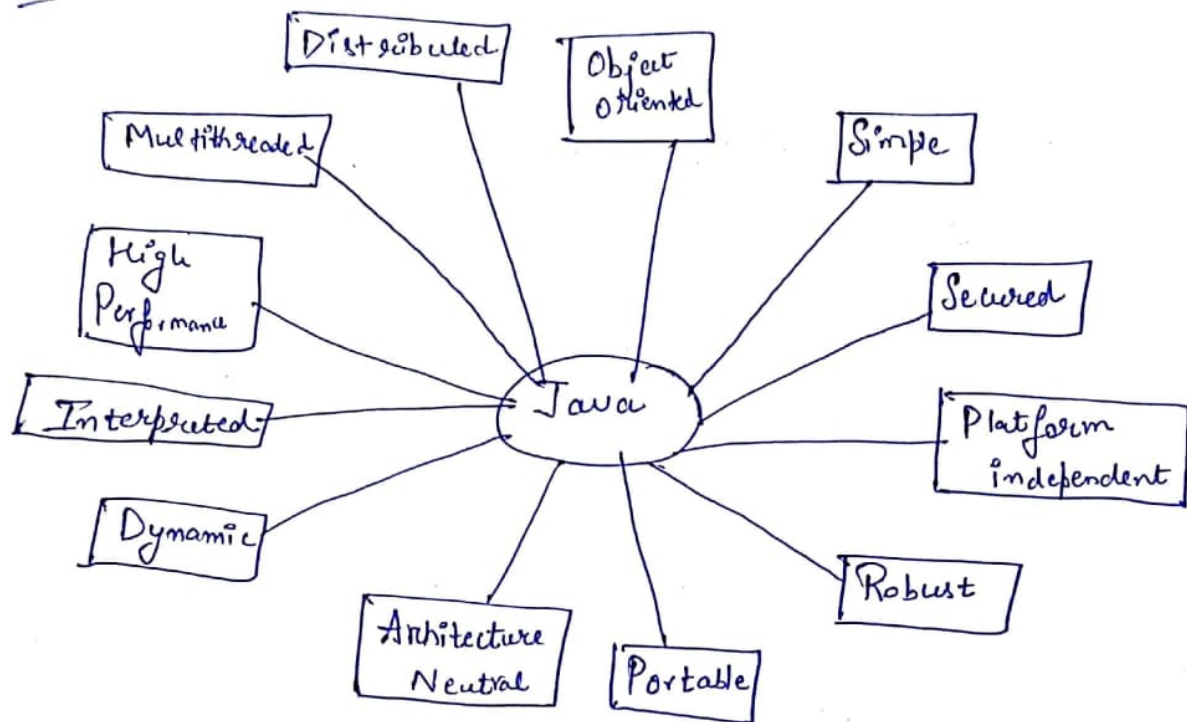 Distributed
Object
Oriented
Multithreaded
Simple
High
Performance
Secured
Java
Interpreted
Platform
independent
Dynamic
Robust
Architecture
Neutral
Portable